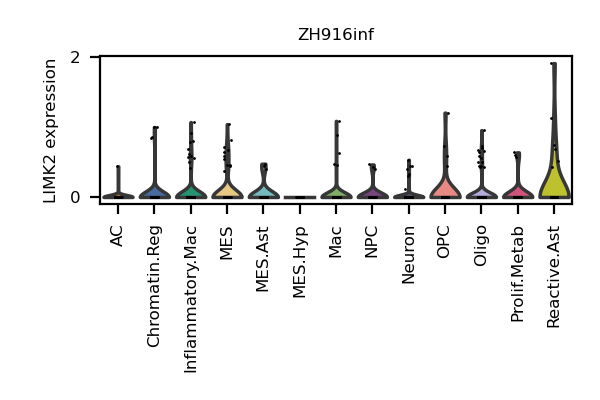 ZH916inf
LIMK2 expression
2
0
AC
Chromatin.Reg
Inflammatory.Mac
MES
MES.Ast
MES.Hyp
Mac
NPC
Neuron
OPC
Oligo
Prolif.Metab
Reactive.Ast